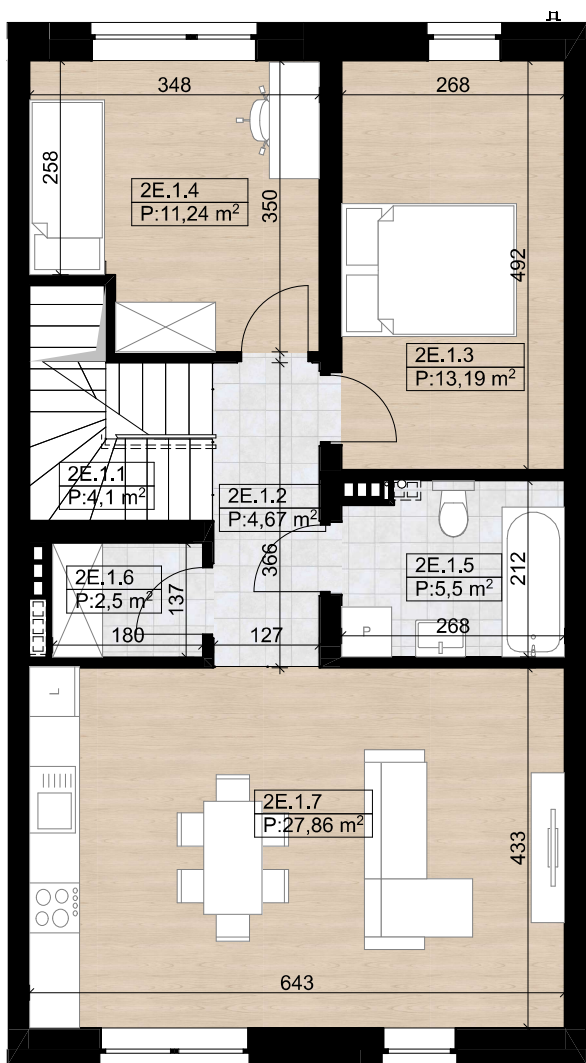 348
268
258
2E.1.4
P:11,24 m²
350
492
2E.1.3
P:13,19 m²
2E.1.1
P:4,1 m²
2E.1.2
P:4,67 m²
366
2E.1.5
P:5,5 m²
212
2E.1.6
P:2,5 m²
137
180
127
P
268
L
2E.1.7
P:27,86 m²
433
643